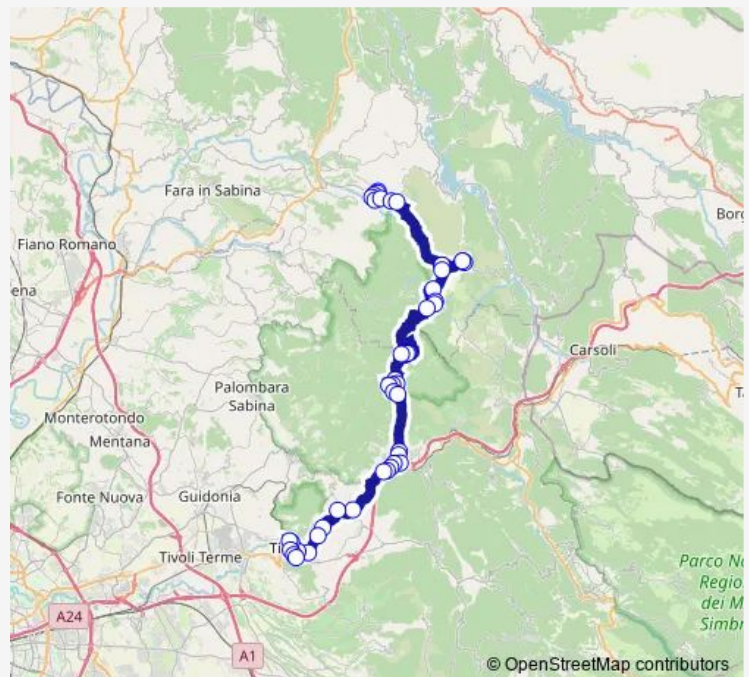 Fara in Sabina
Fiano Romano
ena
Borg
Carsoli
Palombara
Sabina
Monterotondo
Mentana
Fonte Nuova
Guidonia
Ti
Tivoli Terme
A24
A1
Parco Na
Regio
dei M
Simbr
© OpenStreetMap contributors